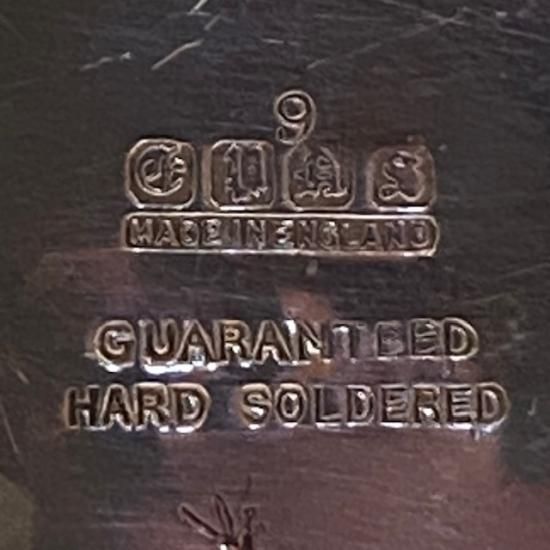 9
E P N S
MADE IN ENGLAND
GUARANTEED
HARD SOLDERED